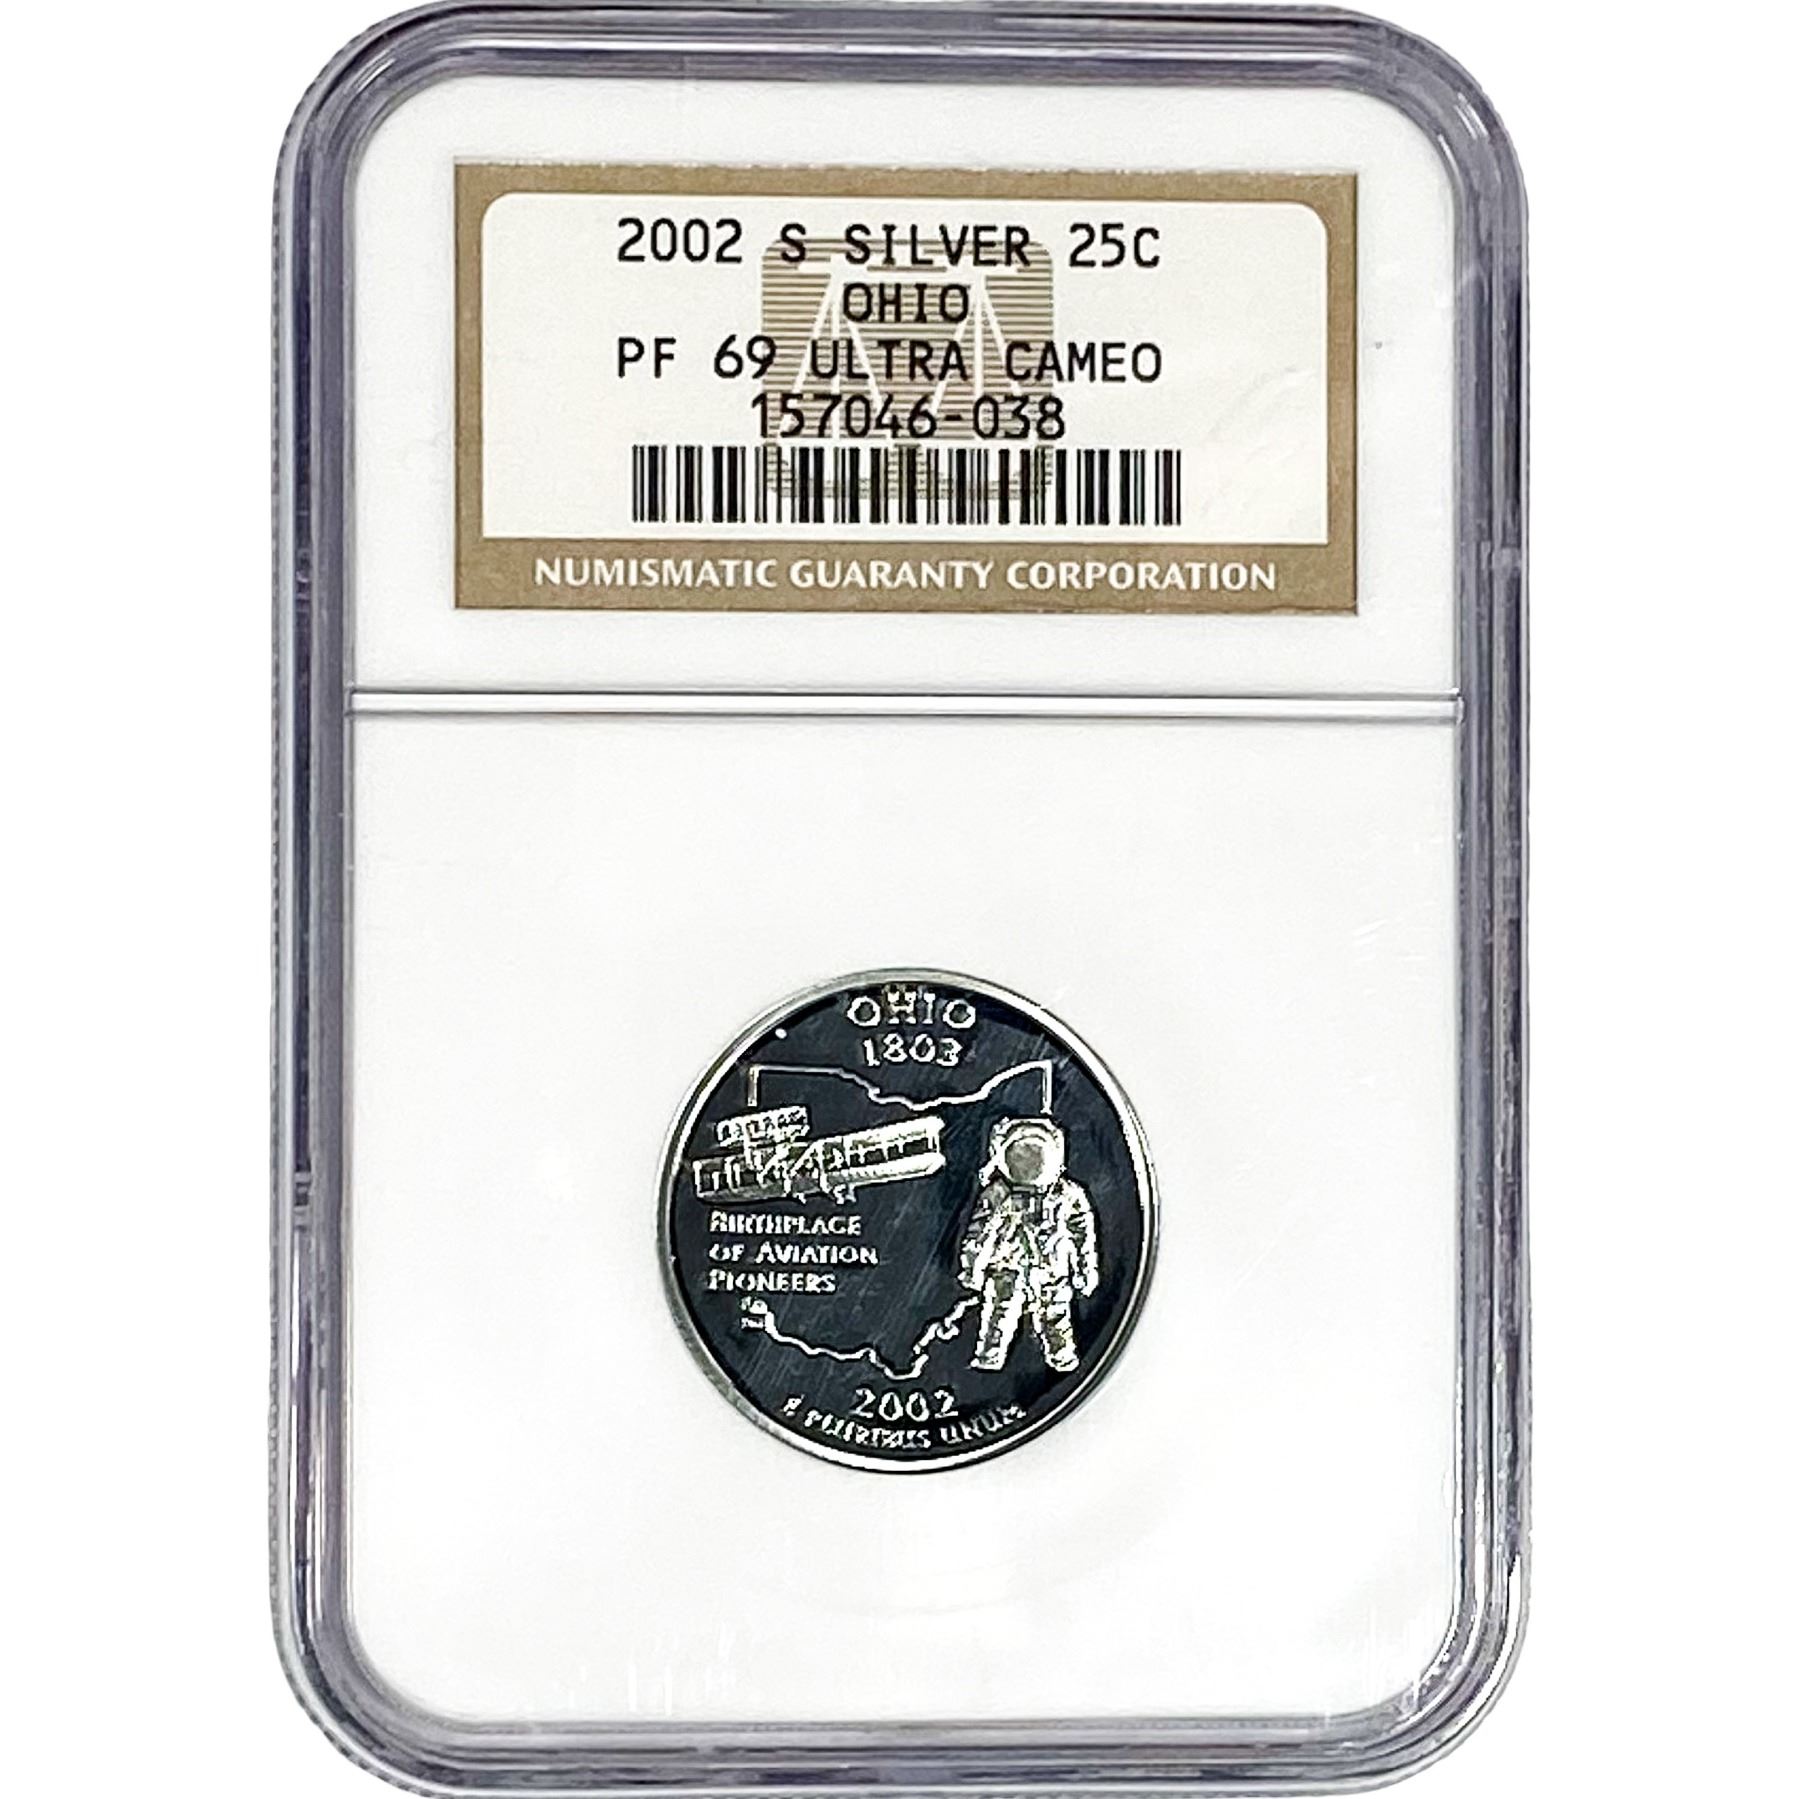 2002 S SILVER 25C
OHIO
PF 69 ULTRA CAMEO
157046-038
NUMISMATIC GUARANTY CORPORATION
OHIO
1803
BIRTHPLACE
OF AVIATION
PIONEERS
2002
E PLURIBUS UNUM